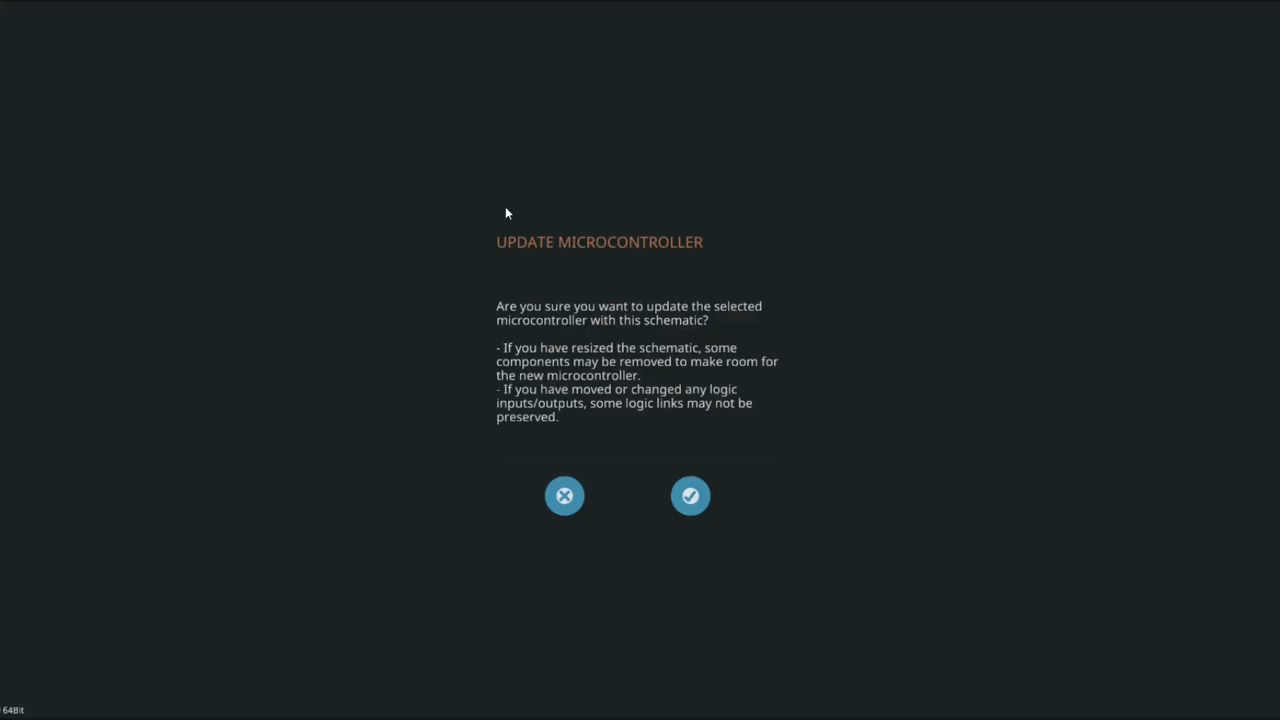 UPDATE MICROCONTROLLER
Are you sure you want to update the selected
microcontroller with this schematic?
- If you have resized the schematic, some
components may be removed to make room for
the new microcontroller.
- If you have moved or changed any logic
inputs/outputs, some logic links may not be
preserved.
64Bit